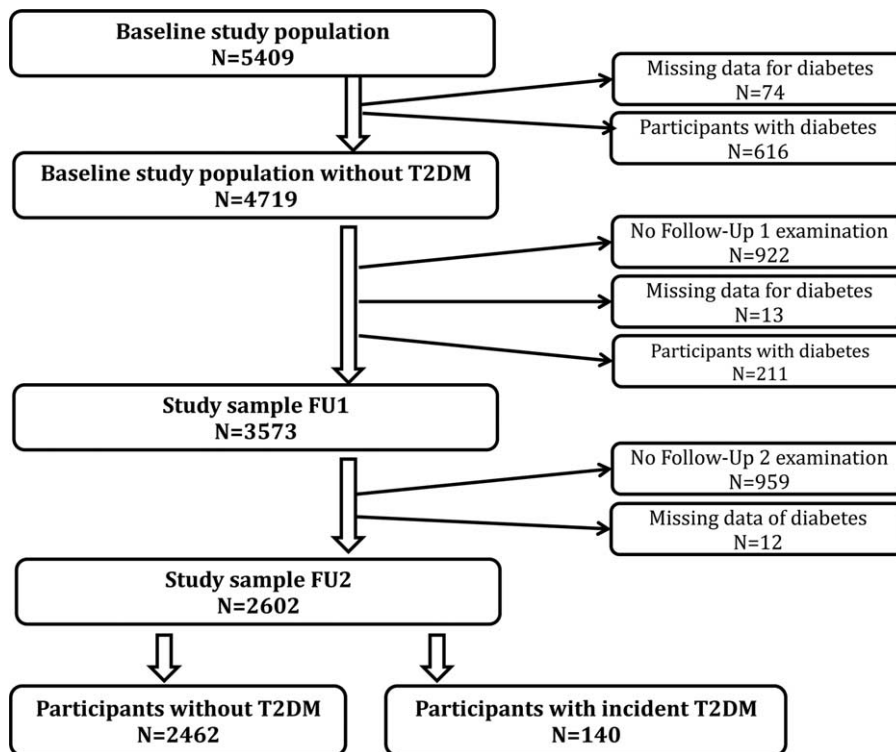 Baseline study population
N=5409
Missing data for diabetes
N=74
Participants with diabetes
N=616
Baseline study population without T2DM
N=4719
No Follow-Up 1 examination
N=922
Missing data for diabetes
N=13
Participants with diabetes
N=211
Study sample FU1
N=3573
No Follow-Up 2 examination
N=959
Missing data of diabetes
N=12
Study sample FU2
N=2602
Participants without T2DM
N=2462
Participants with incident T2DM
N=140